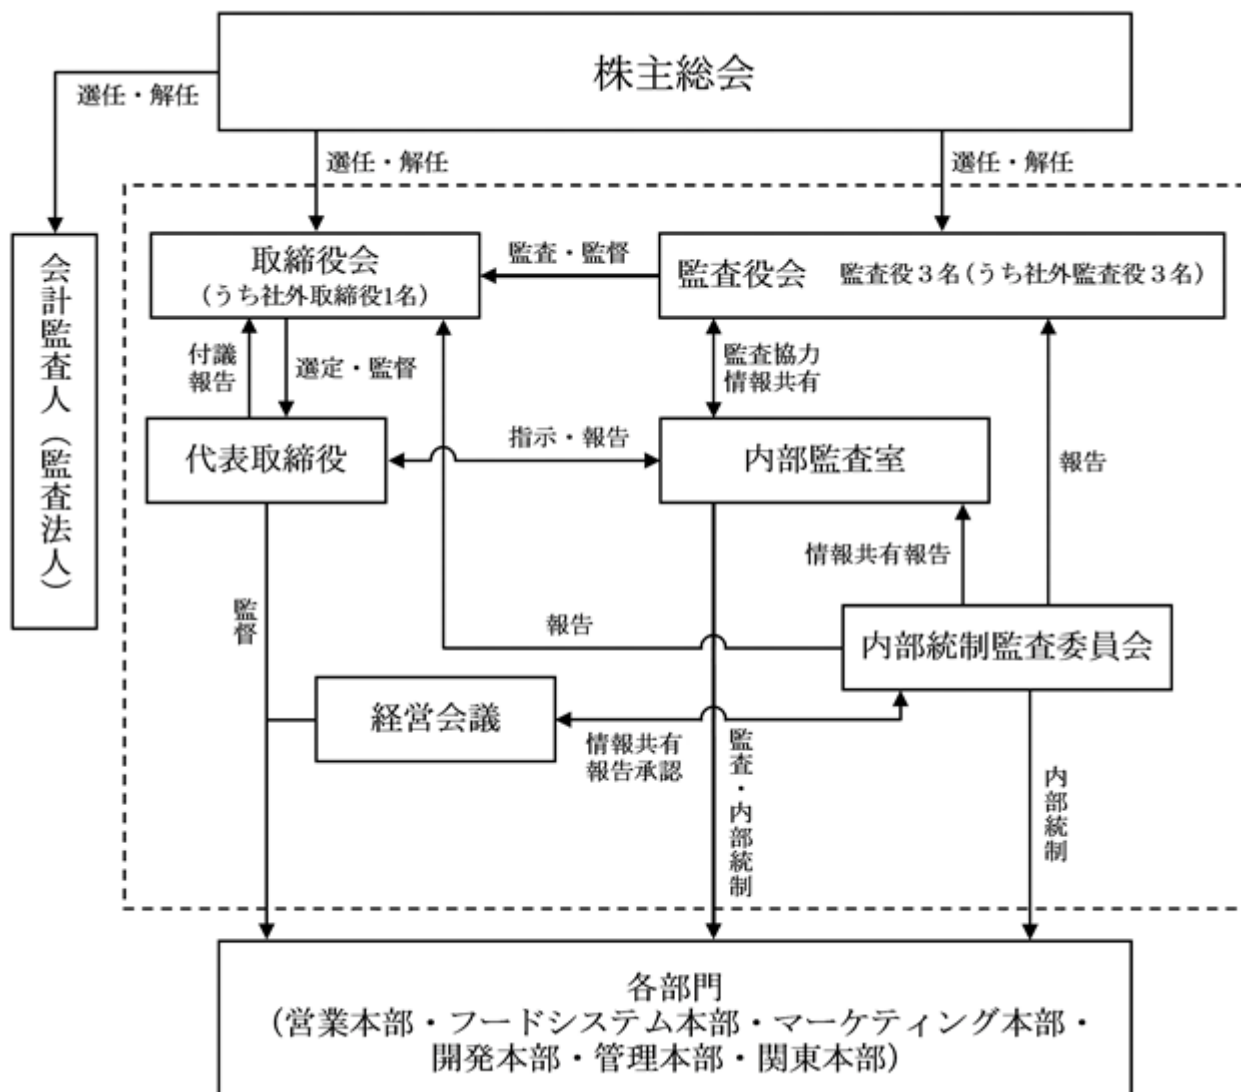 株主総会
選任・解任
選任・解任
選任・解任
会計監査人（監査法人）
取締役会
（うち社外取締役1名）
監査・監督
監査役会 監査役３名（うち社外監査役３名）
付議
報告
選定・監督
監査協力
情報共有
代表取締役
指示・報告
内部監査室
報告
情報共有報告
監督
報告
内部統制監査委員会
経営会議
情報共有
報告承認
監査・内部統制
内部統制
各部門
（営業本部・フードシステム本部・マーケティング本部・
開発本部・管理本部・関東本部）